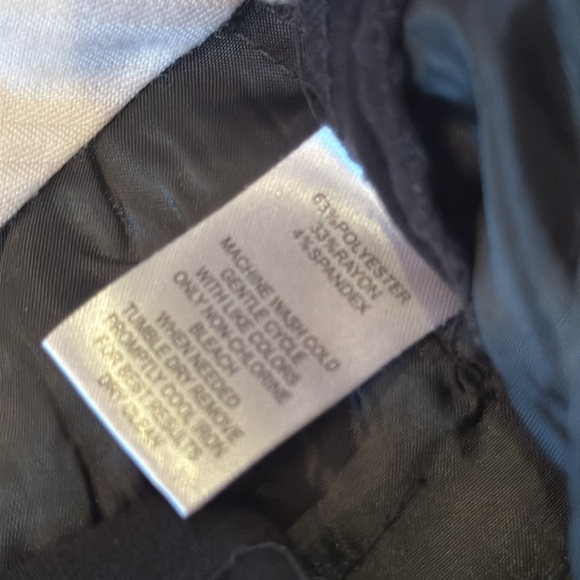 63%POLYESTER
33%RAYON
4%SPANDEX
MACHINE WASH COLD
GENTLE CYCLE
WITH LIKE COLORS
ONLY NON-CHLORINE
BLEACH
WHEN NEEDED
TUMBLE DRY REMOVE
PROMPTLY COOL IRON
FOR BEST RESULTS
DRY CLEAN